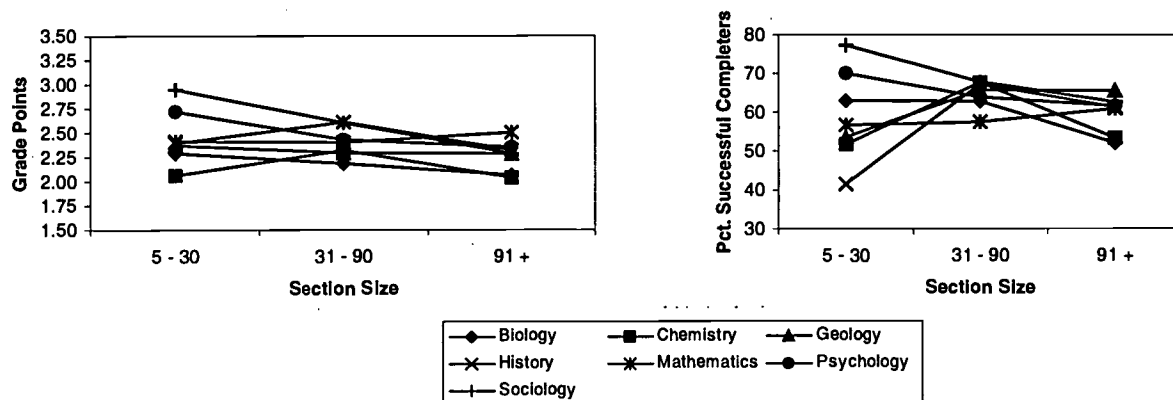 3.50
3.25
3.00
2.75
2.50
2.25
2.00
1.75
1.50
Grade Points
5 - 30 31 - 90 91 +
Section Size
80
70
60
50
40
30
Pct. Successful Completers
5 - 30 31 - 90 91 +
Section Size
Biology Chemistry Geology
History Mathematics Psychology
Sociology